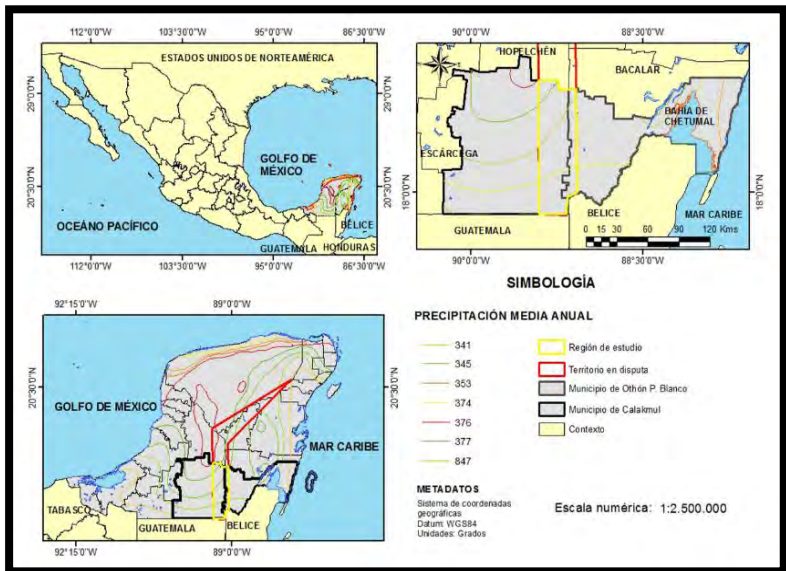 112°0'0"W 103°30'0"W 95°0'0"W 86°30'0"W
ESTADOS UNIDOS DE NORTEAMÉRICA
29°0'0"N
29°0'0"N
GOLFO DE
MÉXICO
20°30'0"N
20°30'0"N
BÉLICE
OCEANO PACÍFICO
GUATEMALA HONDURAS
112°0'0"W 103°30'0"W 95°0'0"W 86°30'0"W
90°0'0"W 88°30'0"W
HOPELCHÉN
BACALAR
BAHÍA DE
CHETUMAL
ESCÁRCEGA
18°0'0"N
18°0'0"N
BELICE
MAR CARIBE
GUATEMALA
0 15 30 60 90 120 Kms
90°0'0"W 88°30'0"W
SIMBOLOGÍA
PRECIPITACIÓN MEDIA ANUAL
341
345
353
374
376
377
847
Región de estudio
Territorio en disputa
Municipio de Othón P. Blanco
Municipio de Calakmul
Contexto
METADATOS
Sistema de coordenadas
geográficas
Datum: WGS84
Unidades: Grados
Escala numérica: 1:2.500.000
92°15'0"W 89°0'0"W
20°30'0"N
20°30'0"N
GOLFO DE MÉXICO
MAR CARIBE
TABASCO
GUATEMALA
BELICE
92°15'0"W 89°0'0"W